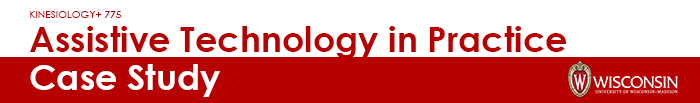 KINESIOLOGY+ 775
Assistive Technology in Practice
Case Study
WISCONSIN
UNIVERSITY OF WISCONSIN–MADISON